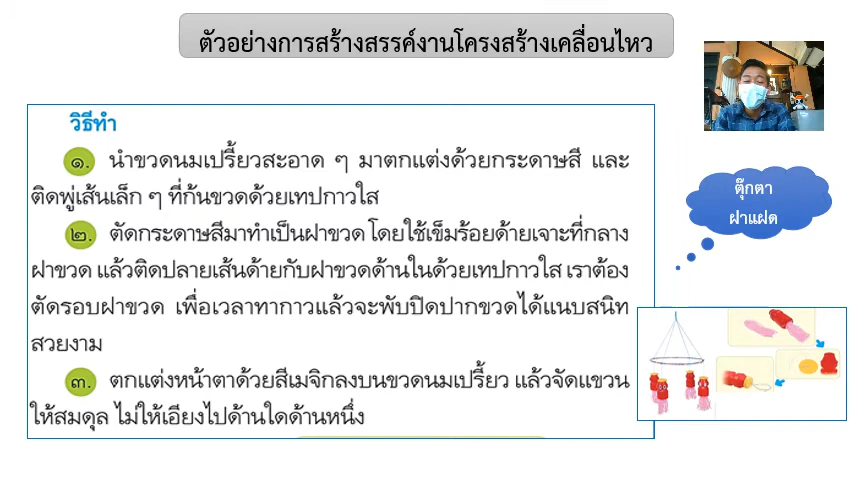 ตัวอย่างการสร้างสรรค์งานโครงสร้างเคลื่อนไหว
วิธีทำ
๑. นำขวดนมเปรี้ยวสะอาด ๆ มาตกแต่งด้วยกระดาษสี และ
ติดพู่เส้นเล็ก ๆ ที่ก้นขวดด้วยเทปกาวใส
๒. ตัดกระดาษสีมาทำเป็นฝาขวด โดยใช้เข็มร้อยด้ายเจาะที่กลาง
ฝาขวด แล้วติดปลายเส้นด้ายกับฝาขวดด้านในด้วยเทปกาวใส เราต้อง
ตัดรอบฝาขวด เพื่อเวลาทากาวแล้วจะพับปิดปากขวดได้แนบสนิท
สวยงาม
๓. ตกแต่งหน้าตาด้วยสีเมจิกลงบนขวดนมเปรี้ยว แล้วจัดแขวน
ให้สมดุล ไม่ให้เอียงไปด้านใดด้านหนึ่ง
ตุ๊กตา
ฝาแฝด